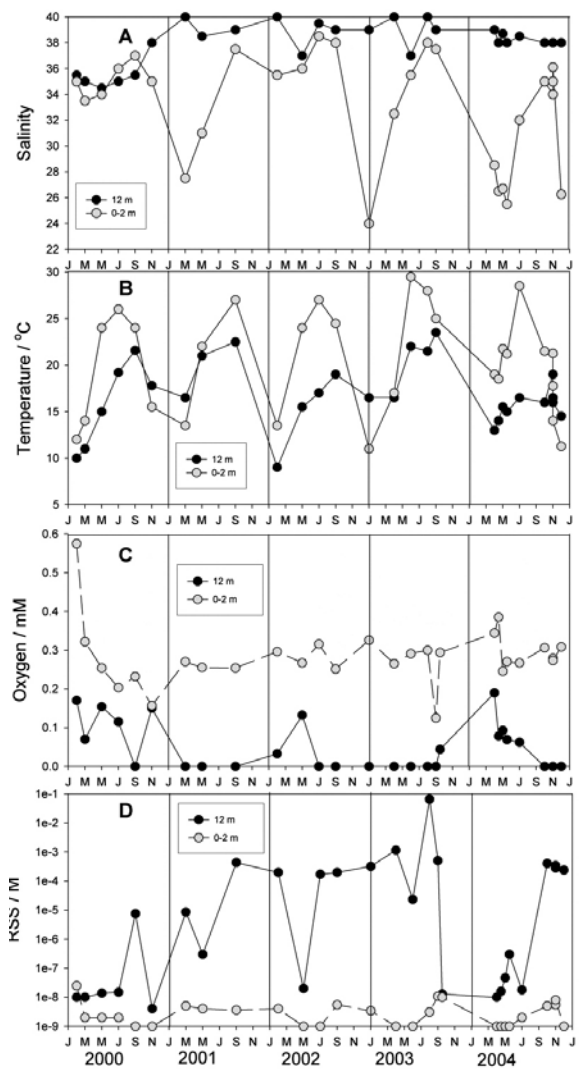 40
A
38
36
34
32
30
28
26
24
22
Salinity
12 m
0-2 m
J M M J S N J M M J S N J M M J S N J M M J S N J M M J S N J
30
B
25
20
15
10
5
Temperature / °C
12 m
0-2 m
J M M J S N J M M J S N J M M J S N J M M J S N J M M J S N J
0.6
C
0.5
0.4
0.3
0.2
0.1
0.0
Oxygen / mM
12 m
0-2 m
J M M J S N J M M J S N J M M J S N J M M J S N J M M J S N J
1e-1
D
1e-2
1e-3
1e-4
1e-5
1e-6
1e-7
1e-8
1e-9
RSS / M
12 m
0-2 m
J M M J S N J M M J S N J M M J S N J M M J S N J M M J S N J
2000 2001 2002 2003 2004